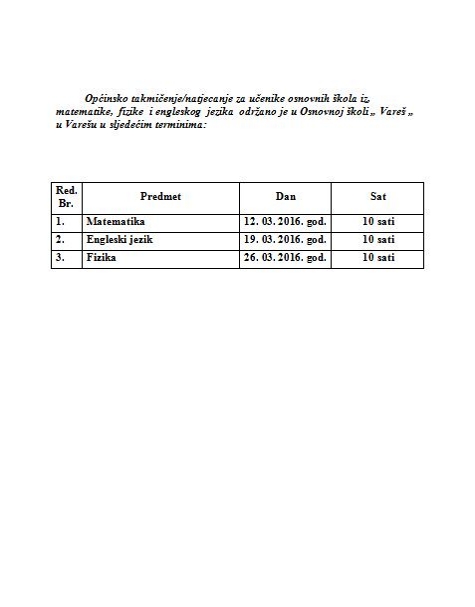 Općinsko takmičenje/natjecanje za učenike osnovnih škola iz,
matematike, fizike i engleskog jezika održano je u Osnovnoj školi „ Vareš „
u Varešu u sljedećim terminima:
Red. Br. Predmet Dan Sat
1. Matematika 12. 03. 2016. god. 10 sati
2. Engleski jezik 19. 03. 2016. god. 10 sati
3. Fizika 26. 03. 2016. god. 10 sati